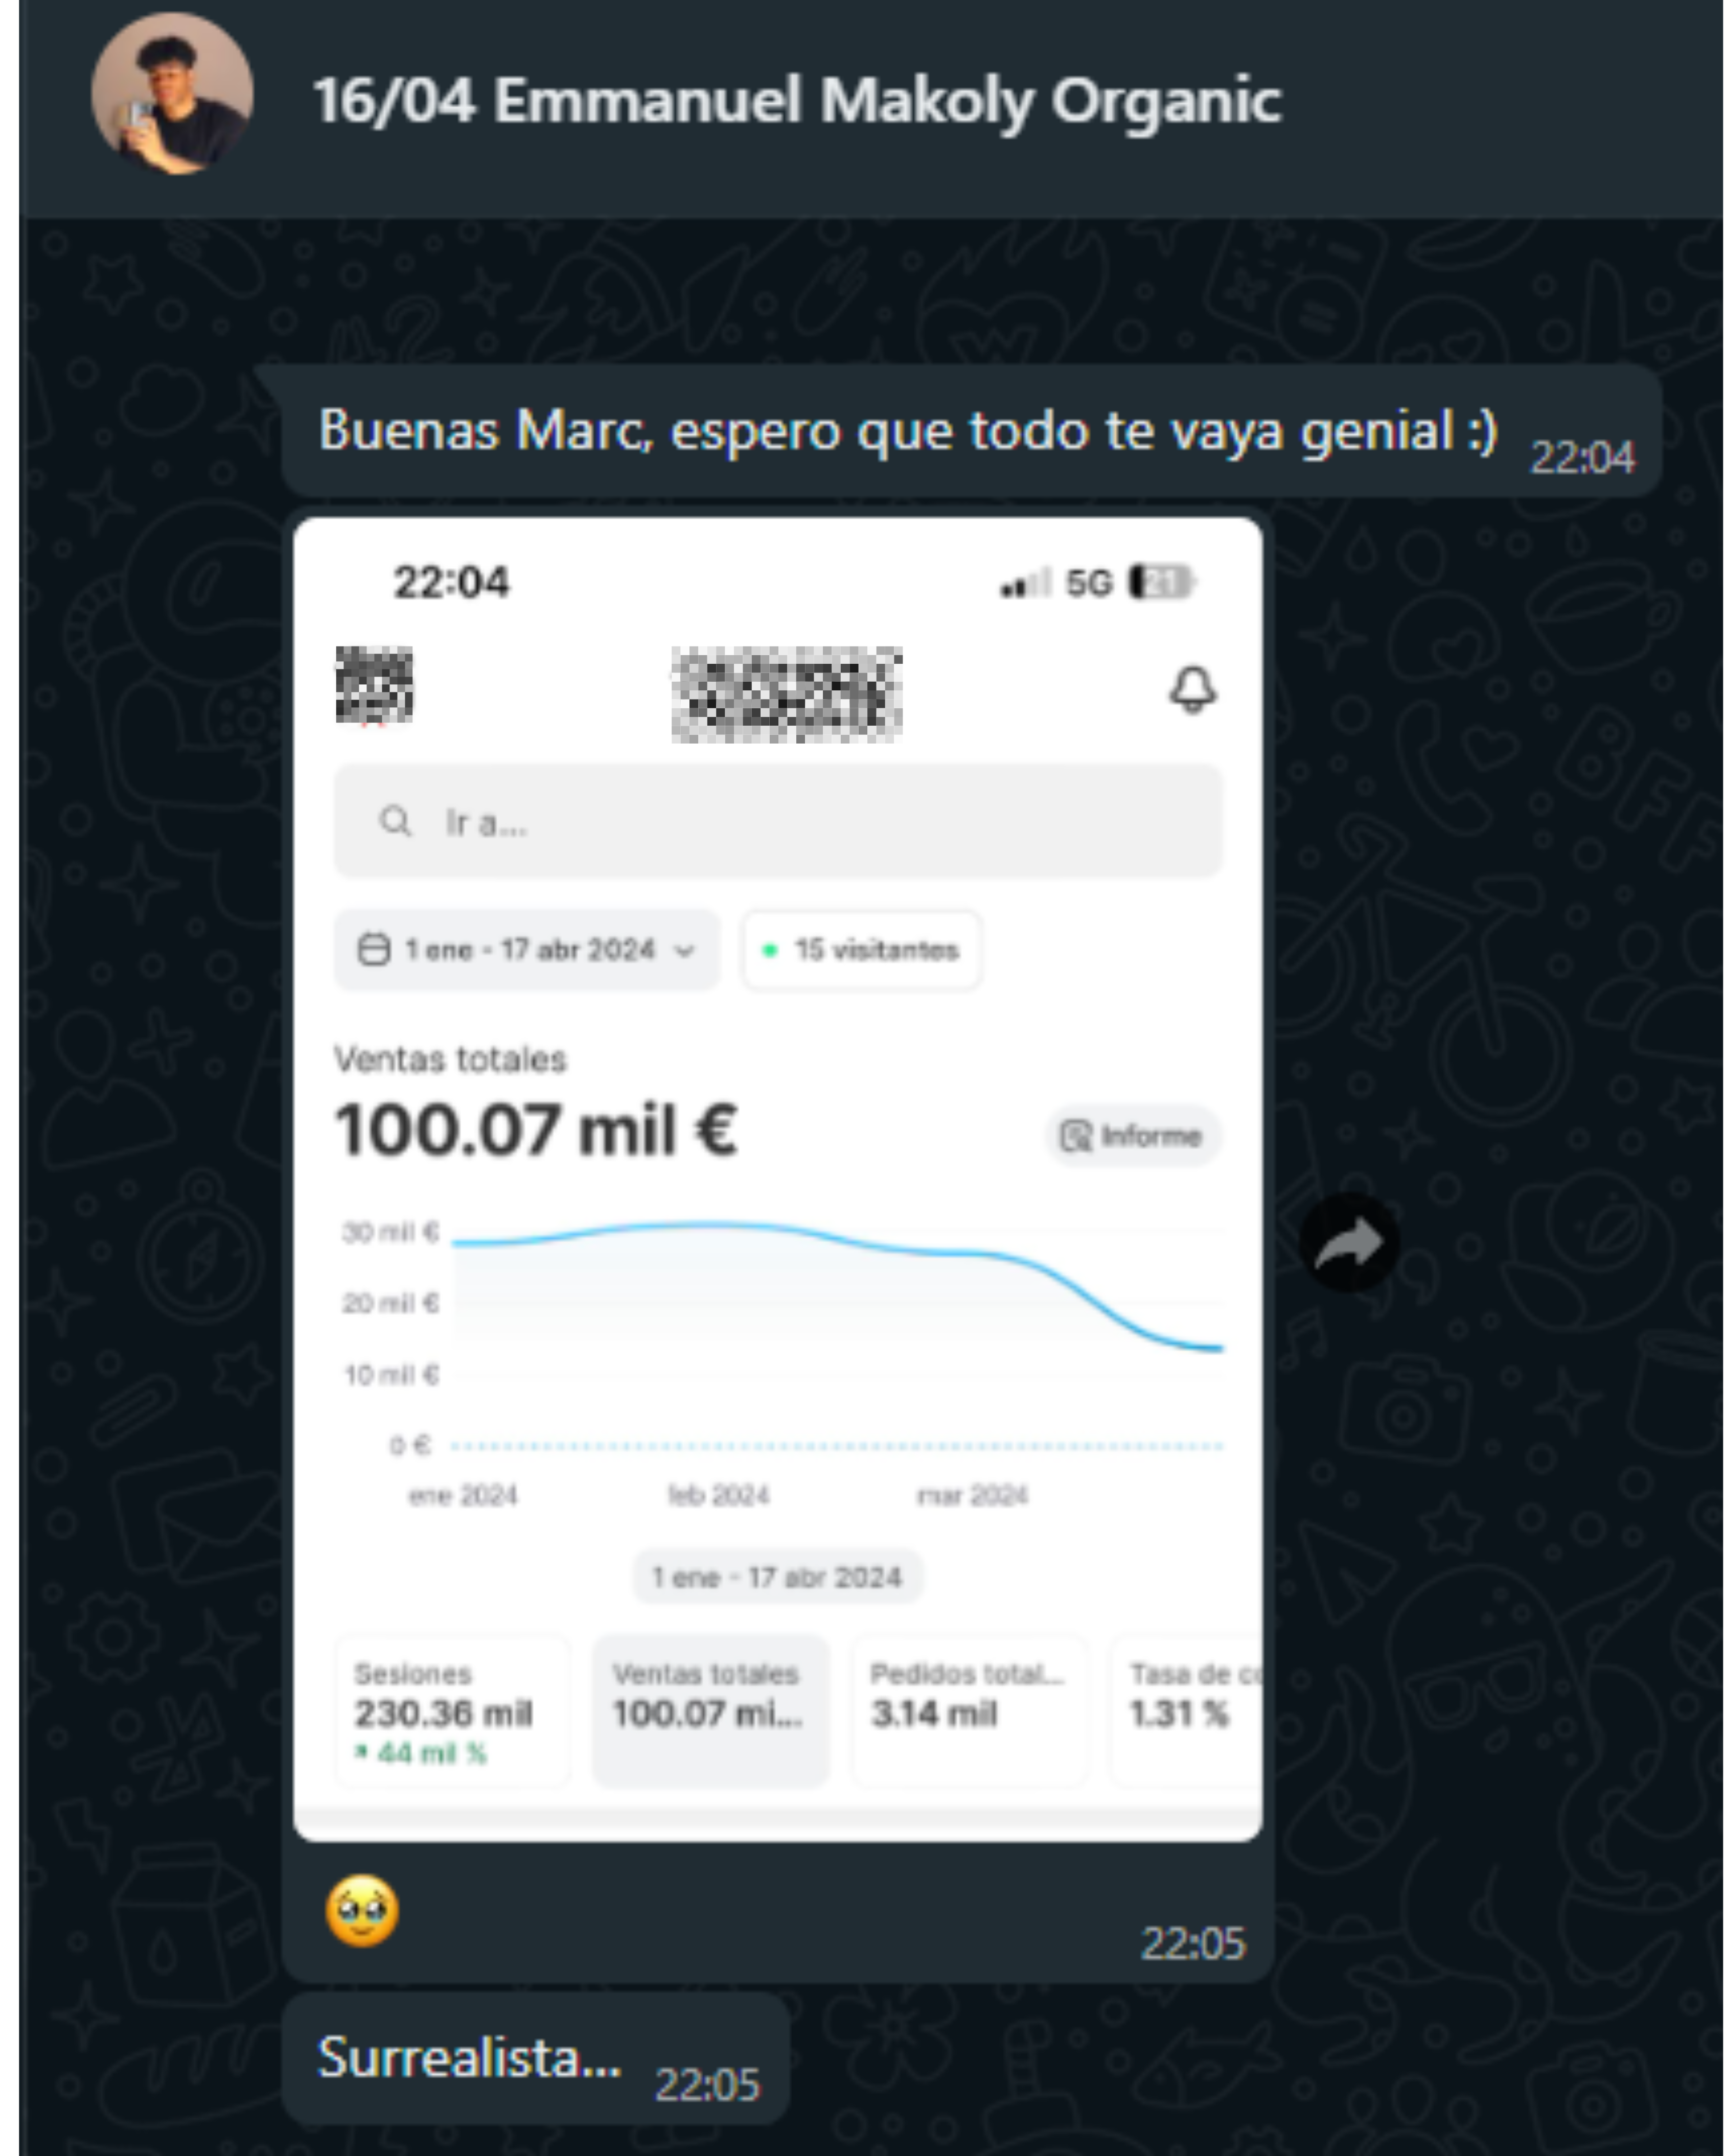 16/04 Emmanuel Makoly Organic
Buenas Marc, espero que todo te vaya genial :) 22:04
22:04 5G 21
Ir a...
1 ene - 17 abr 2024 15 visitantes
Ventas totales
100.07 mil €
Informe
30 mil €
20 mil €
10 mil €
0 €
ene 2024 feb 2024 mar 2024
1 ene - 17 abr 2024
Sesiones Ventas totales Pedidos total... Tasa de co
230.36 mil 100.07 mi... 3.14 mil 1.31 %
44 mil %
22:05
Surrealista... 22:05